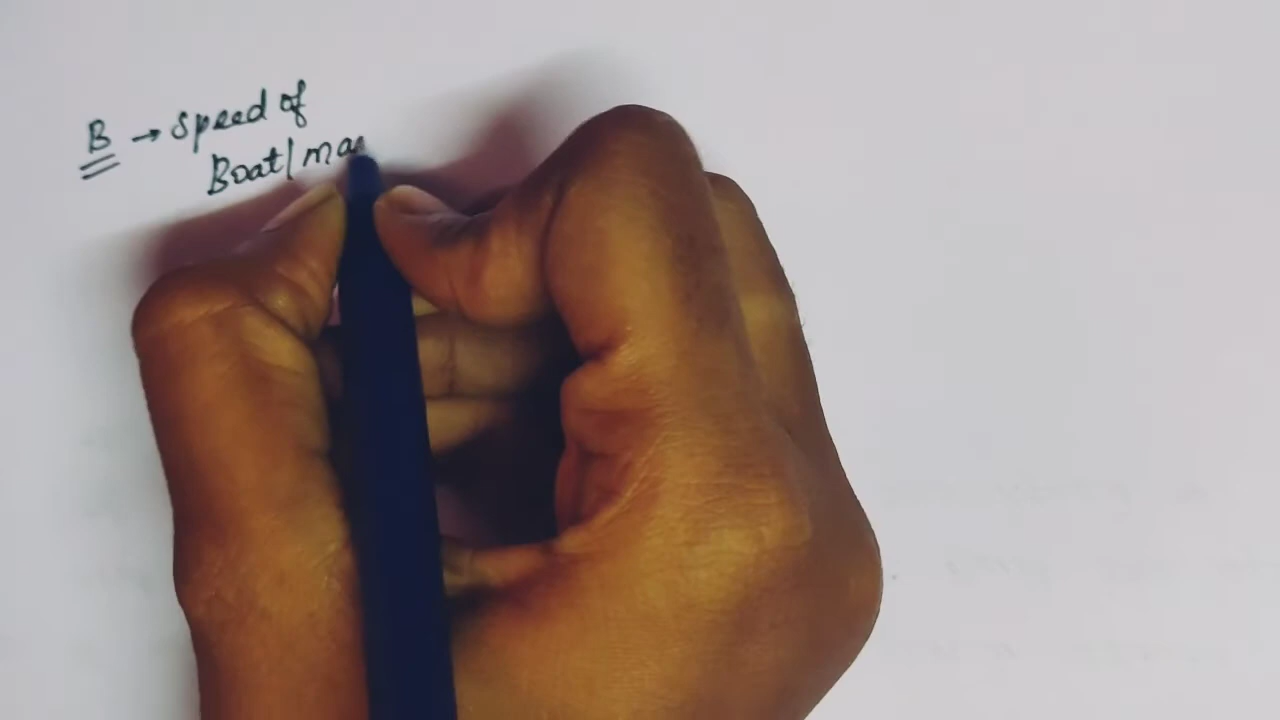 B → Speed of
Boat/ma